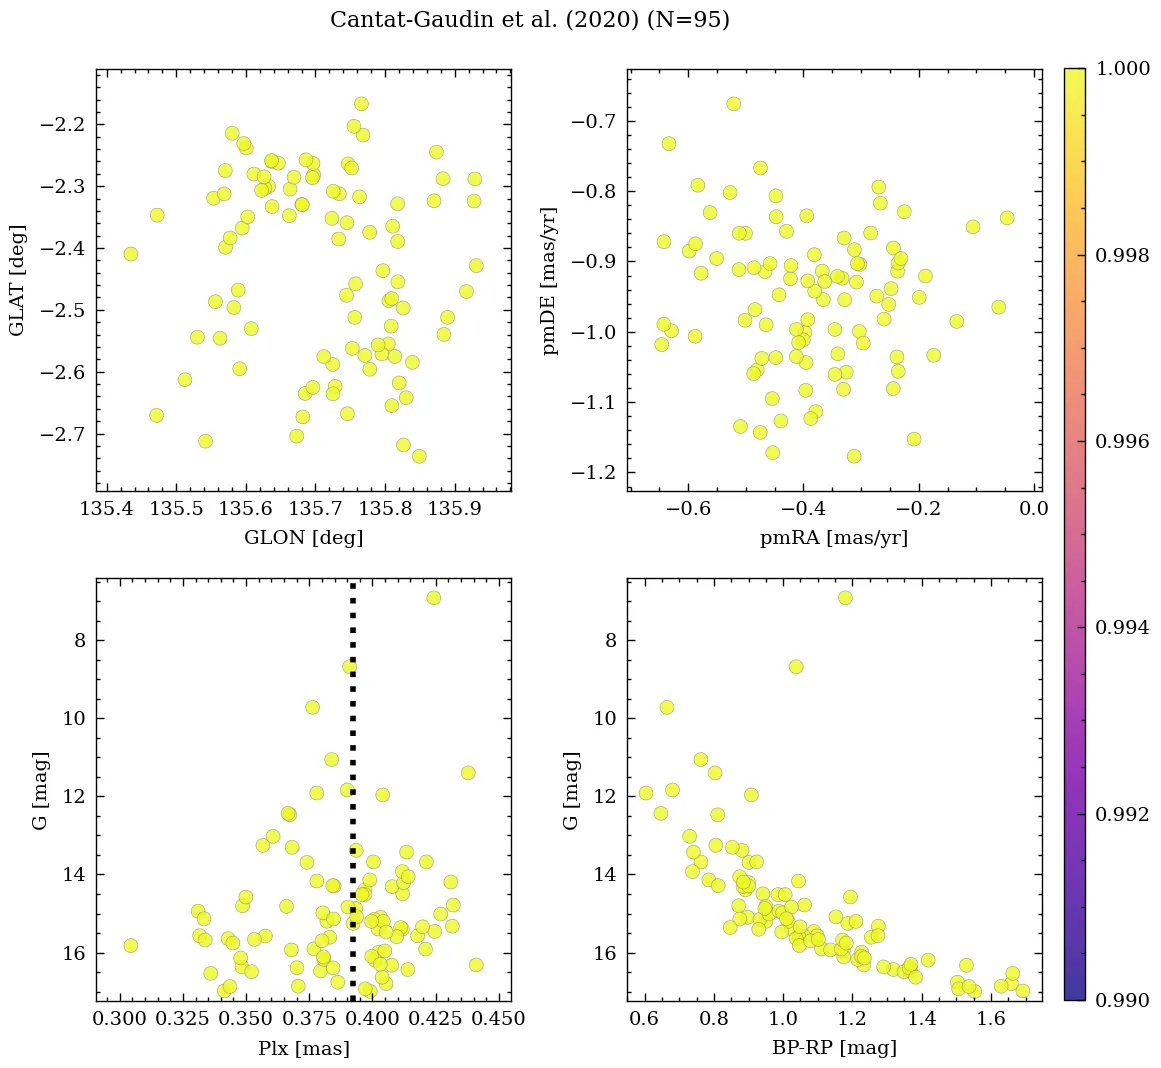 Cantat-Gaudin et al. (2020) (N=95)
−2.2
−2.3
−2.4
−2.5
−2.6
−2.7
GLAT [deg]
135.4 135.5 135.6 135.7 135.8 135.9
GLON [deg]
−0.7
−0.8
−0.9
−1.0
−1.1
−1.2
pmDE [mas/yr]
−0.6 −0.4 −0.2 0.0
pmRA [mas/yr]
8
10
12
14
16
G [mag]
0.300 0.325 0.350 0.375 0.400 0.425 0.450
Plx [mas]
8
10
12
14
16
G [mag]
0.6 0.8 1.0 1.2 1.4 1.6
BP-RP [mag]
1.000
0.998
0.996
0.994
0.992
0.990